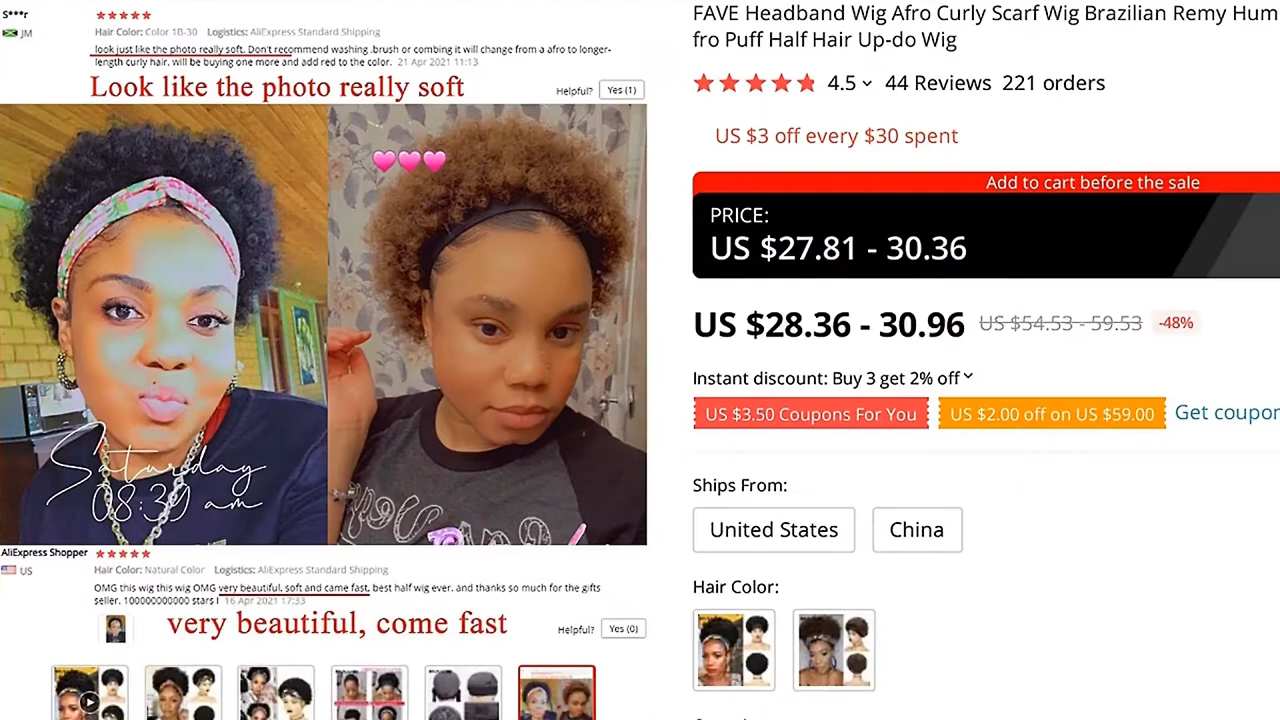 S***r
JM
Hair Color: Color 1B-30 Logistics: AliExpress Standard Shipping
look just like the photo really soft. Don't recommend washing .brush or combing it will change from a afro to longer-
length curly hair. will be buying one more and add red to the color. 21 Apr 2021 11:13
Look like the photo really soft
Helpful? Yes (1)
Saturday
08:30 am
AliExpress Shopper
US
Hair Color: Natural Color Logistics: AliExpress Standard Shipping
OMG this wig this wig OMG very beautiful, soft and came fast, best half wig ever. and thanks so much for the gifts
seller. 100000000000 stars ! 16 Apr 2021 17:33
very beautiful, come fast
Helpful? Yes (0)
FAVE Headband Wig Afro Curly Scarf Wig Brazilian Remy Hum
fro Puff Half Hair Up-do Wig
4.5 44 Reviews 221 orders
US $3 off every $30 spent
Add to cart before the sale
PRICE:
US $27.81 - 30.36
US $28.36 - 30.96 US $54.53 - 59.53 -48%
Instant discount: Buy 3 get 2% off
US $3.50 Coupons For You US $2.00 off on US $59.00 Get coupor
Ships From:
United States China
Hair Color: